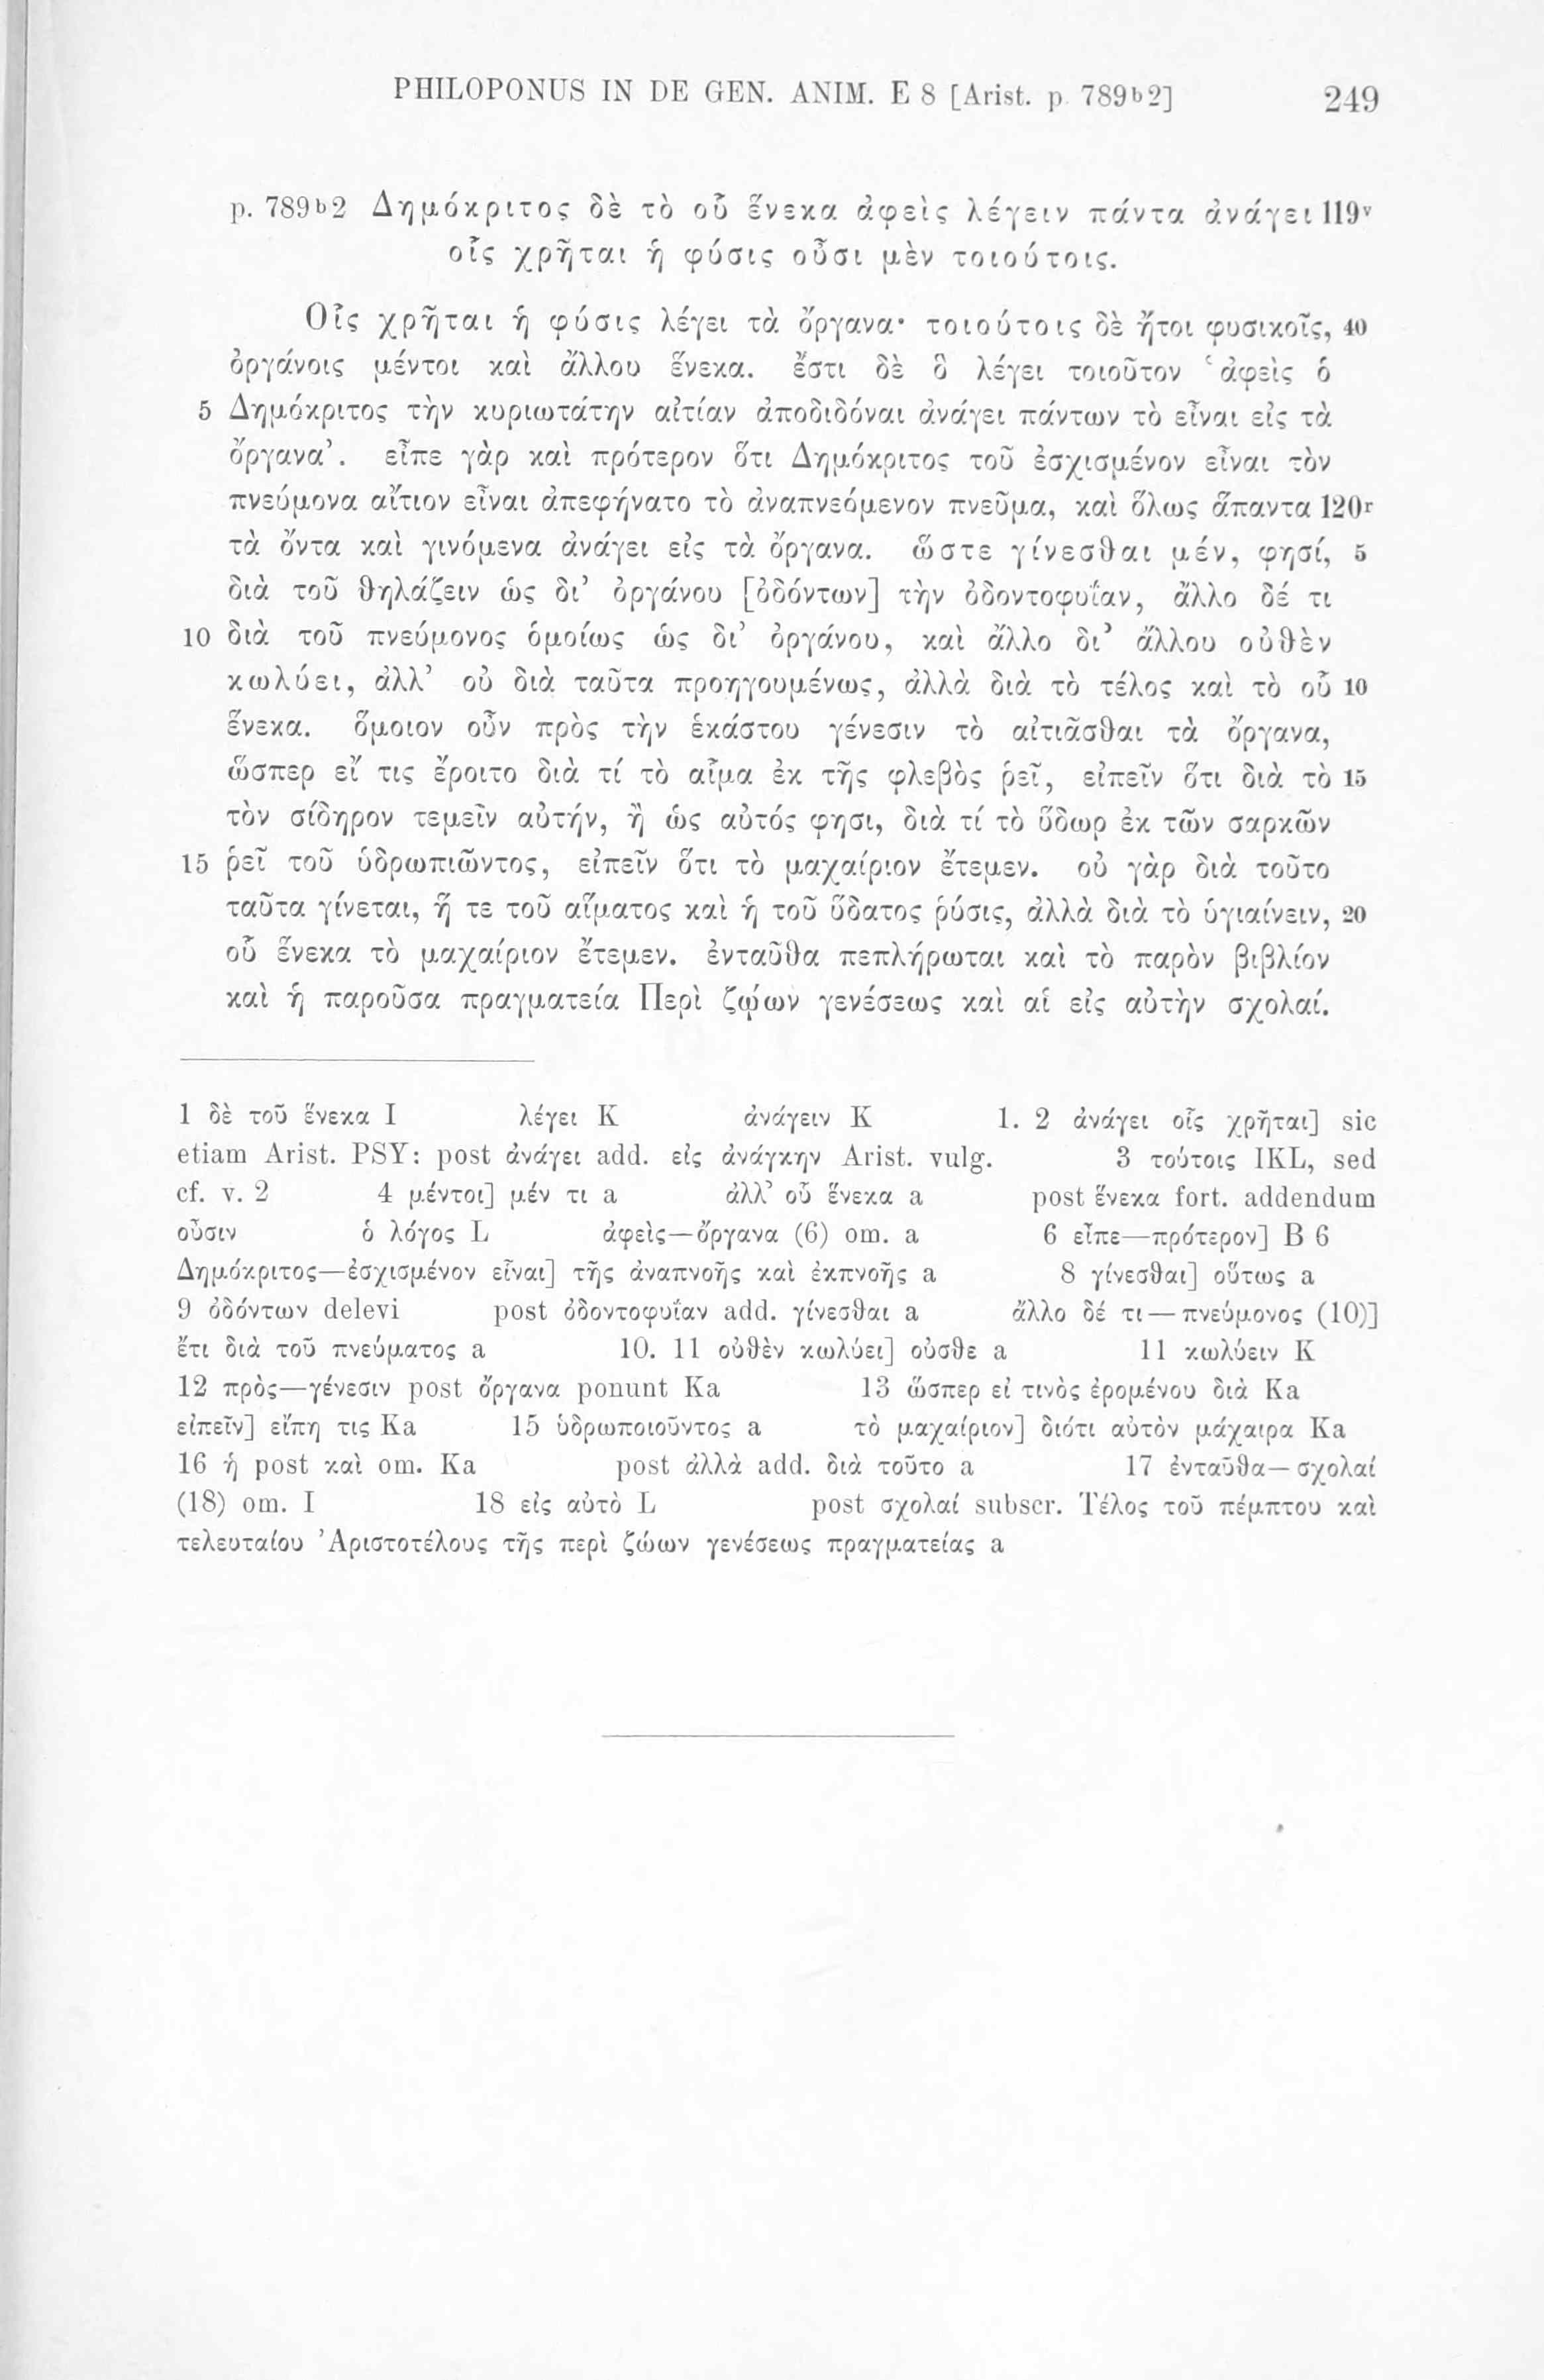 PHILOPONUS IN DE GEN. ANIM. E 8 [Arist. p. 789b2] 249
p. 789b2 Δημόκριτος δὲ τὸ οὗ ἕνεκα ἀφεὶς λέγειν πάντα ἀνάγει 119v
οἷς χρῆται ἡ φύσις οὖσι μὲν τοιούτοις.
Οἷς χρῆται ἡ φύσις λέγει τὰ ὄργανα· τοιούτοις δὲ ἤτοι φυσικοῖς, 40
ὀργάνοις μέντοι καὶ ἄλλου ἕνεκα. ἔστι δὲ ὃ λέγει τοιοῦτον ‘ἀφεὶς ὁ
5 Δημόκριτος τὴν κυριωτάτην αἰτίαν ἀποδιδόναι ἀνάγει πάντων τὸ εἶναι εἰς τὰ
ὄργανα’. εἶπε γὰρ καὶ πρότερον ὅτι Δημόκριτος τοῦ ἐσχισμένον εἶναι τὸν
πνεύμονα αἴτιον εἶναι ἀπεφήνατο τὸ ἀναπνεόμενον πνεῦμα, καὶ ὅλως ἅπαντα 120r
τὰ ὄντα καὶ γινόμενα ἀνάγει εἰς τὰ ὄργανα. ὥστε γίνεσθαι μέν, φησί, 5
διὰ τοῦ θηλάζειν ὡς δι’ ὀργάνου [ὀδόντων] τὴν ὀδοντοφυΐαν, ἄλλο δέ τι
10 διὰ τοῦ πνεύμονος ὁμοίως ὡς δι’ ὀργάνου, καὶ ἄλλο δι’ ἄλλου οὐθὲν
κωλύει, ἀλλ’ οὐ διὰ ταῦτα προηγουμένως, ἀλλὰ διὰ τὸ τέλος καὶ τὸ οὗ 10
ἕνεκα. ὅμοιον οὖν πρὸς τὴν ἑκάστου γένεσιν τὸ αἰτιᾶσθαι τὰ ὄργανα,
ὥσπερ εἴ τις ἔροιτο διὰ τί τὸ αἷμα ἐκ τῆς φλεβὸς ῥεῖ, εἰπεῖν ὅτι διὰ τὸ 15
τὸν σίδηρον τεμεῖν αὐτήν, ἢ ὡς αὐτός φησι, διὰ τί τὸ ὕδωρ ἐκ τῶν σαρκῶν
15 ῥεῖ τοῦ ὑδρωπιῶντος, εἰπεῖν ὅτι τὸ μαχαίριον ἔτεμεν. οὐ γὰρ διὰ τοῦτο
ταῦτα γίνεται, ἥ τε τοῦ αἵματος καὶ ἡ τοῦ ὕδατος ῥύσις, ἀλλὰ διὰ τὸ ὑγιαίνειν, 20
οὗ ἕνεκα τὸ μαχαίριον ἔτεμεν. ἐνταῦθα πεπλήρωται καὶ τὸ παρὸν βιβλίον
καὶ ἡ παροῦσα πραγματεία Περὶ ζῴων γενέσεως καὶ αἱ εἰς αὐτὴν σχολαί.
1 δὲ τοῦ ἕνεκα I λέγει K ἀνάγειν K 1. 2 ἀνάγει οἷς χρῆται] sic
etiam Arist. PSY: post ἀνάγει add. εἰς ἀνάγκην Arist. vulg. 3 τούτοις IKL, sed
cf. v. 2 4 μέντοι] μέν τι a ἀλλ’ οὗ ἕνεκα a post ἕνεκα fort. addendum
οὖσιν ὁ λόγος L ἀφεὶς—ὄργανα (6) om. a 6 εἶπε—πρότερον] B 6
Δημόκριτος—ἐσχισμένον εἶναι] τῆς ἀναπνοῆς καὶ ἐκπνοῆς a 8 γίνεσθαι] οὕτως a
9 ὀδόντων delevi post ὀδοντοφυΐαν add. γίνεσθαι a ἄλλο δέ τι—πνεύμονος (10)]
ἔτι διὰ τοῦ πνεύματος a 10. 11 οὐθὲν κωλύει] οὐσθε a 11 κωλύειν K
12 πρὸς—γένεσιν post ὄργανα ponunt Ka 13 ὥσπερ εἰ τινὸς ἐρομένου διὰ Ka
εἰπεῖν] εἴπη τις Ka 15 ὑδρωποιοῦντος a τὸ μαχαίριον] διότι αὐτὸν μάχαιρα Ka
16 ἡ post καὶ om. Ka post ἀλλὰ add. διὰ τοῦτο a 17 ἐνταῦθα—σχολαί
(18) om. I 18 εἰς αὐτὸ L post σχολαί subscr. Τέλος τοῦ πέμπτου καὶ
τελευταίου Ἀριστοτέλους τῆς περὶ ζώων γενέσεως πραγματείας a